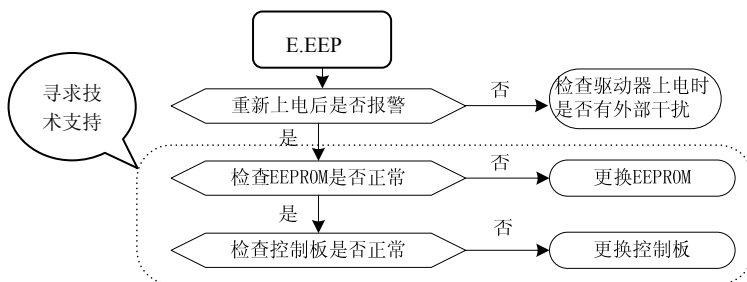 E.EEP
寻求技
术支持
重新上电后是否报警
否
检查驱动器上电时
是否有外部干扰
是
检查EEPROM是否正常
否
更换EEPROM
是
检查控制板是否正常
否
更换控制板